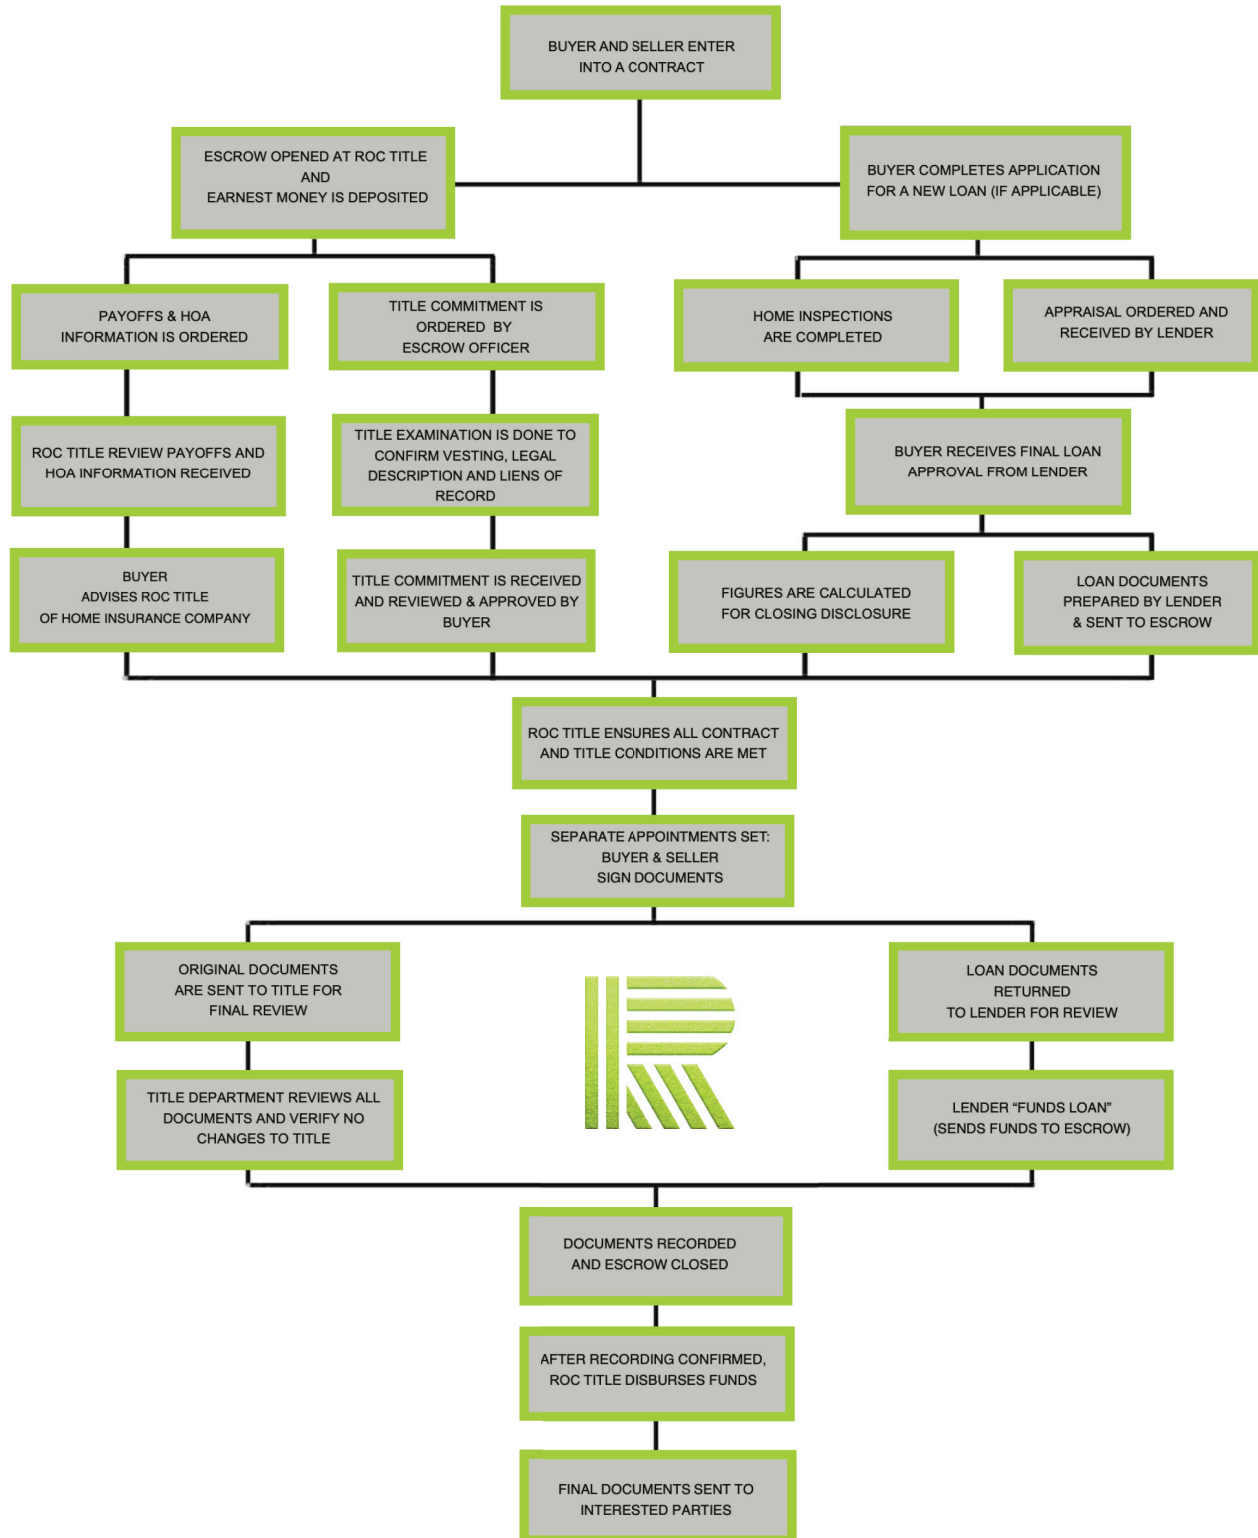 BUYER AND SELLER ENTER
INTO A CONTRACT
ESCROW OPENED AT ROC TITLE
AND
EARNEST MONEY IS DEPOSITED
BUYER COMPLETES APPLICATION
FOR A NEW LOAN (IF APPLICABLE)
PAYOFFS & HOA
INFORMATION IS ORDERED
TITLE COMMITMENT IS
ORDERED BY
ESCROW OFFICER
HOME INSPECTIONS
ARE COMPLETED
APPRAISAL ORDERED AND
RECEIVED BY LENDER
ROC TITLE REVIEW PAYOFFS AND
HOA INFORMATION RECEIVED
TITLE EXAMINATION IS DONE TO
CONFIRM VESTING, LEGAL
DESCRIPTION AND LIENS OF
RECORD
BUYER RECEIVES FINAL LOAN
APPROVAL FROM LENDER
BUYER
ADVISES ROC TITLE
OF HOME INSURANCE COMPANY
TITLE COMMITMENT IS RECEIVED
AND REVIEWED & APPROVED BY
BUYER
FIGURES ARE CALCULATED
FOR CLOSING DISCLOSURE
LOAN DOCUMENTS
PREPARED BY LENDER
& SENT TO ESCROW
ROC TITLE ENSURES ALL CONTRACT
AND TITLE CONDITIONS ARE MET
SEPARATE APPOINTMENTS SET:
BUYER & SELLER
SIGN DOCUMENTS
ORIGINAL DOCUMENTS
ARE SENT TO TITLE FOR
FINAL REVIEW
LOAN DOCUMENTS
RETURNED
TO LENDER FOR REVIEW
TITLE DEPARTMENT REVIEWS ALL
DOCUMENTS AND VERIFY NO
CHANGES TO TITLE
LENDER “FUNDS LOAN”
(SENDS FUNDS TO ESCROW)
DOCUMENTS RECORDED
AND ESCROW CLOSED
AFTER RECORDING CONFIRMED,
ROC TITLE DISBURSES FUNDS
FINAL DOCUMENTS SENT TO
INTERESTED PARTIES